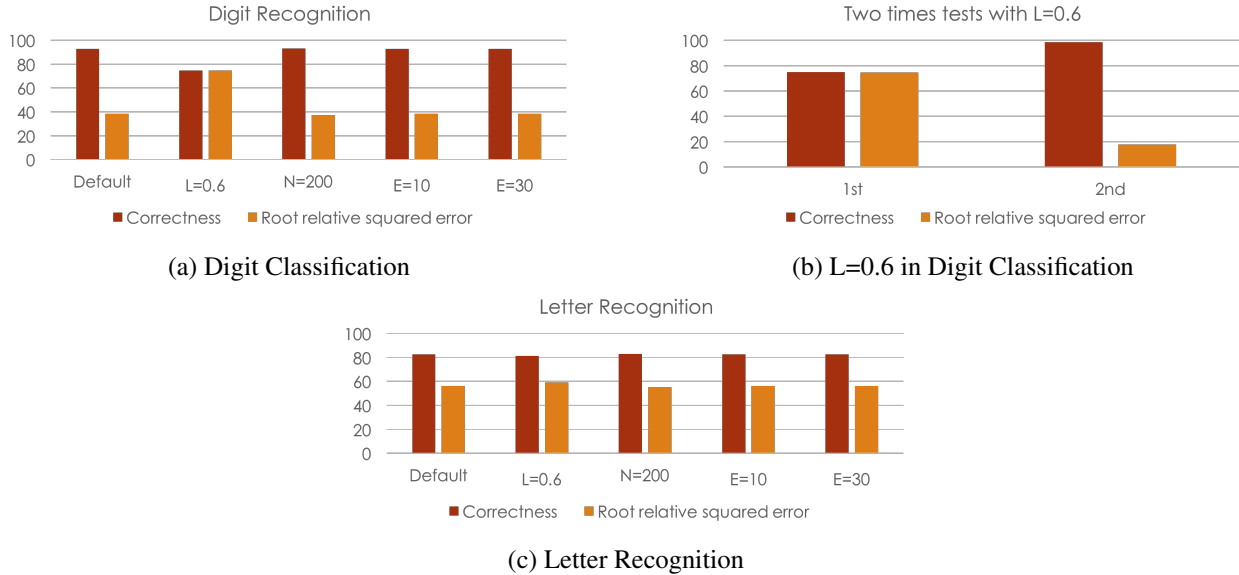 Digit Recognition
100
80
60
40
20
0
Default L=0.6 N=200 E=10 E=30
Correctness Root relative squared error
(a) Digit Classification
Two times tests with L=0.6
100
80
60
40
20
0
1st 2nd
Correctness Root relative squared error
(b) L=0.6 in Digit Classification
Letter Recognition
100
80
60
40
20
0
Default L=0.6 N=200 E=10 E=30
Correctness Root relative squared error
(c) Letter Recognition